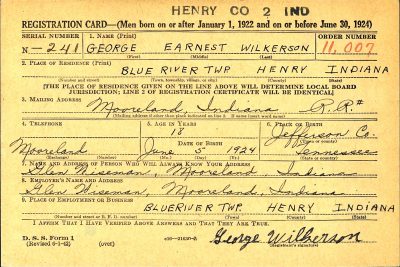 HENRY CO 2 IND
REGISTRATION CARD—(Men born on or after January 1, 1922 and on or before June 30, 1924)
SERIAL NUMBER 1. NAME (Print) ORDER NUMBER
N-241 GEORGE EARNEST WILKERSON 11,007
2. PLACE OF RESIDENCE (Print)
BLUE RIVER TWP HENRY INDIANA
(Number and street) (Town, township, village, or city) (County) (State)
[THE PLACE OF RESIDENCE GIVEN ON THE LINE ABOVE WILL DETERMINE LOCAL BOARD
JURISDICTION; LINE 2 OF REGISTRATION CERTIFICATE WILL BE IDENTICAL]
3. MAILING ADDRESS
Mooreland, Indiana R.R#
[Mailing address if other than place indicated on line 2. If same insert word same]
4. TELEPHONE 5. AGE IN YEARS 6. PLACE OF BIRTH
18 Jefferson Co.
DATE OF BIRTH (Town or county)
Mooreland June 5 1924 Tennessee
(Exchange) (Number) (Mo.) (Day) (Yr.) (State or country)
7. NAME AND ADDRESS OF PERSON WHO WILL ALWAYS KNOW YOUR ADDRESS
Glen Wiseman, Mooreland, Indiana
8. EMPLOYER'S NAME AND ADDRESS
Glen Wiseman, Mooreland, Indiana
9. PLACE OF EMPLOYMENT OR BUSINESS
BLUERIVER TWP. HENRY INDIANA
(Number and street or R. F. D. number) (Town) (County) (State)
I AFFIRM THAT I HAVE VERIFIED ABOVE ANSWERS AND THAT THEY ARE TRUE.
D. S. S. Form 1
(Revised 6-1-42) (over) George Wilkerson
(Registrant's signature)